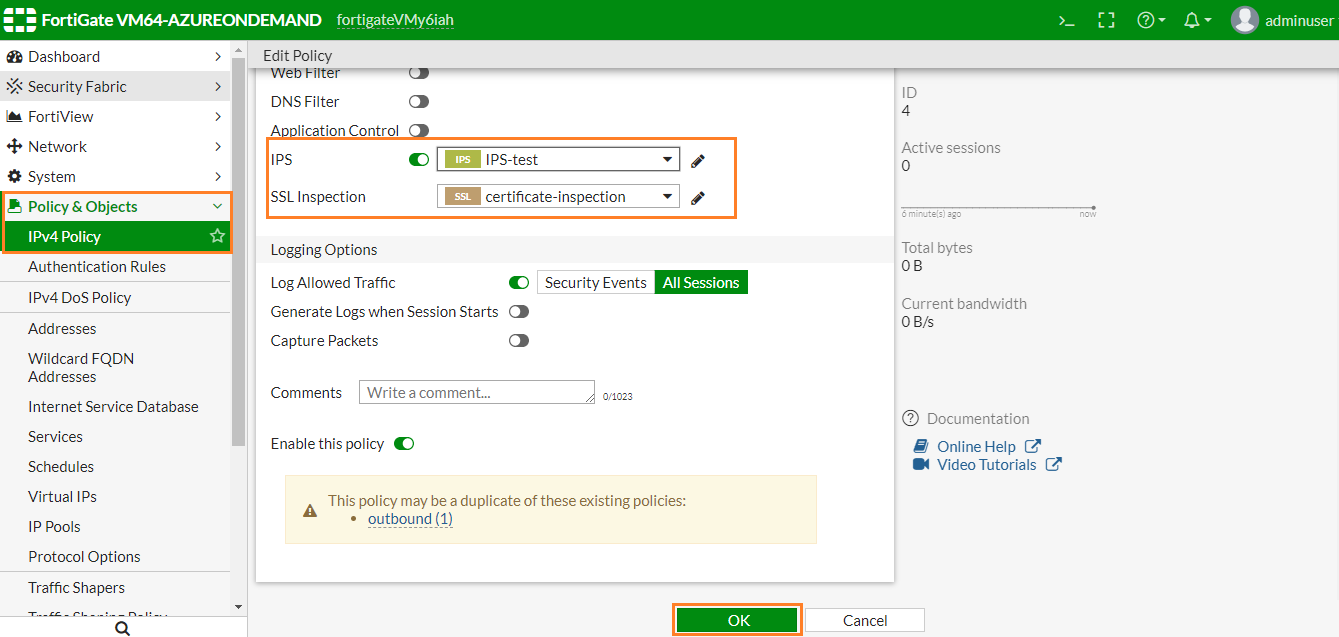 FortiGate VM64-AZUREONDEMAND fortigateVMy6iah adminuser
Dashboard
Security Fabric
FortiView
Network
System
Policy & Objects
IPv4 Policy
Authentication Rules
IPv4 DoS Policy
Addresses
Wildcard FQDN
Addresses
Internet Service Database
Services
Schedules
Virtual IPs
IP Pools
Protocol Options
Traffic Shapers
Traffic Shaping Policy
Edit Policy
Web Filter
DNS Filter
Application Control
IPS IPS IPS-test
SSL Inspection SSL certificate-inspection
Logging Options
Log Allowed Traffic Security Events All Sessions
Generate Logs when Session Starts
Capture Packets
Comments Write a comment... 0/1023
Enable this policy
This policy may be a duplicate of these existing policies:
• outbound (1)
OK Cancel
ID
4
Active sessions
0
6 minute(s) ago now
Total bytes
0 B
Current bandwidth
0 B/s
Documentation
Online Help
Video Tutorials